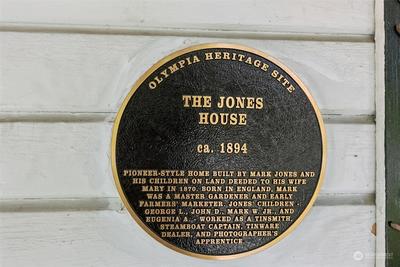 OLYMPIA HERITAGE SITE
THE JONES
HOUSE
ca. 1894
PIONEER-STYLE HOME BUILT BY MARK JONES AND
HIS CHILDREN ON LAND DEEDED TO HIS WIFE
MARY IN 1870. BORN IN ENGLAND, MARK
WAS A MASTER GARDENER AND EARLY
FARMERS' MARKETER. JONES' CHILDREN -
GEORGE L., JOHN D., MARK W. JR., AND
EUGENIA A. - WORKED AS A TINSMITH,
STEAMBOAT CAPTAIN, TINWARE
DEALER, AND PHOTOGRAPHER'S
APPRENTICE.